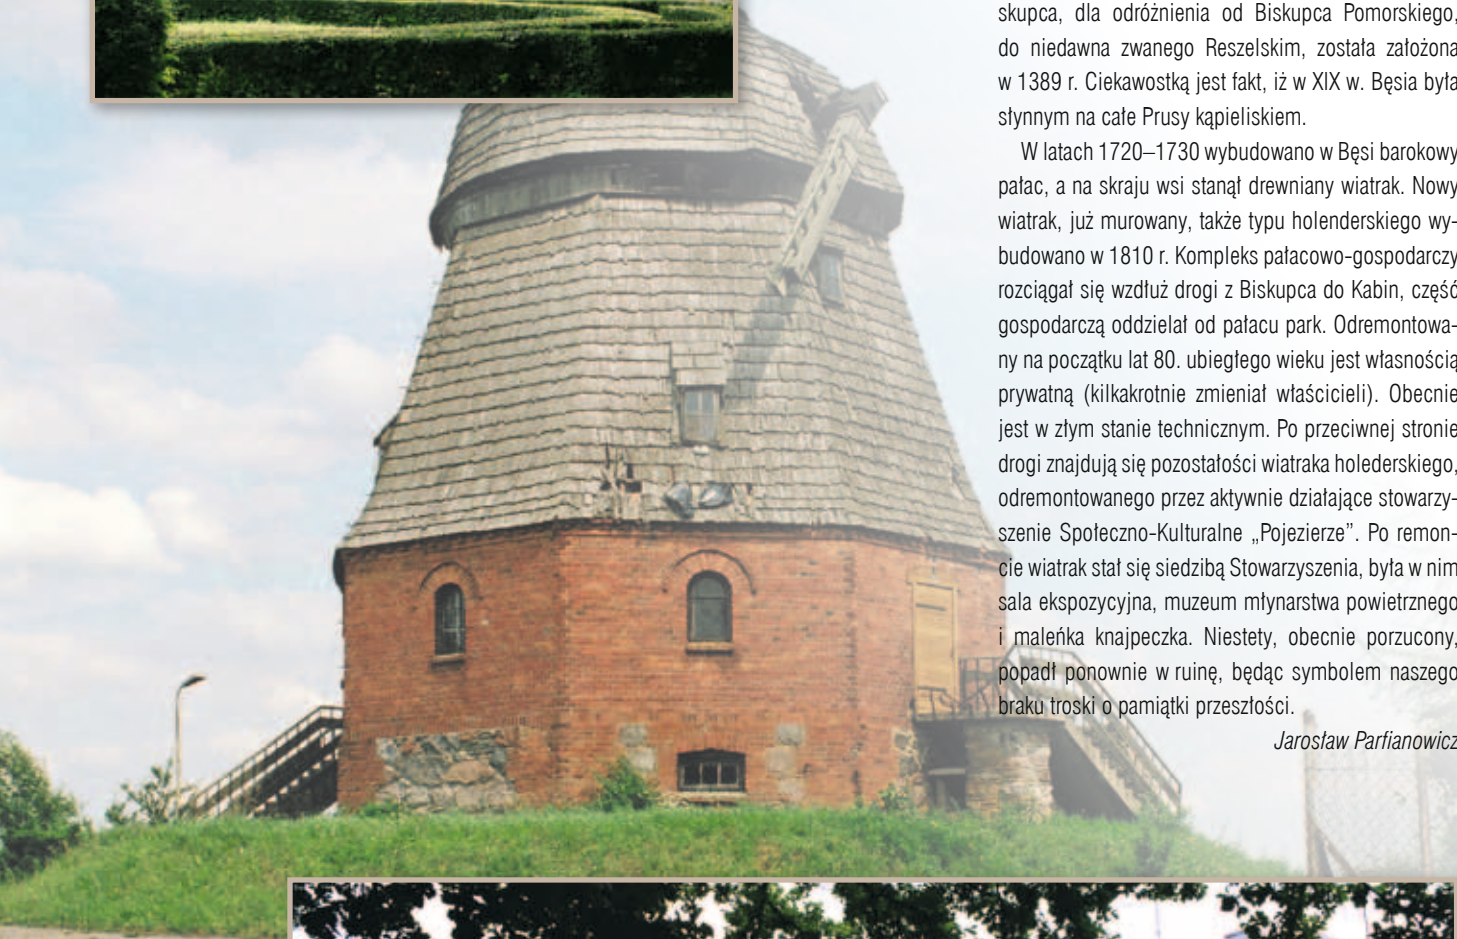 skupca, dla odróżnienia od Biskupca Pomorskiego,
do niedawna zwanego Reszelskim, została założona
w 1389 r. Ciekawostką jest fakt, iż w XIX w. Bęsia była
słynnym na całe Prusy kąpieliskiem.
W latach 1720–1730 wybudowano w Bęsi barokowy
pałac, a na skraju wsi stanął drewniany wiatrak. Nowy
wiatrak, już murowany, także typu holenderskiego wy-
budowano w 1810 r. Kompleks pałacowo-gospodarczy
rozciągał się wzdłuż drogi z Biskupca do Kabin, część
gospodarczą oddzielał od pałacu park. Odremontowa-
ny na początku lat 80. ubiegłego wieku jest własnością
prywatną (kilkakrotnie zmieniał właścicieli). Obecnie
jest w złym stanie technicznym. Po przeciwnej stronie
drogi znajdują się pozostałości wiatraka holederskiego,
odremontowanego przez aktywnie działające stowarzy-
szenie Społeczno-Kulturalne „Pojezierze”. Po remon-
cie wiatrak stał się siedzibą Stowarzyszenia, była w nim
sala ekspozycyjna, muzeum młynarstwa powietrznego
i maleńka knajpeczka. Niestety, obecnie porzucony,
popadł ponownie w ruinę, będąc symbolem naszego
braku troski o pamiątki przeszłości.
Jarosław Parfianowicz